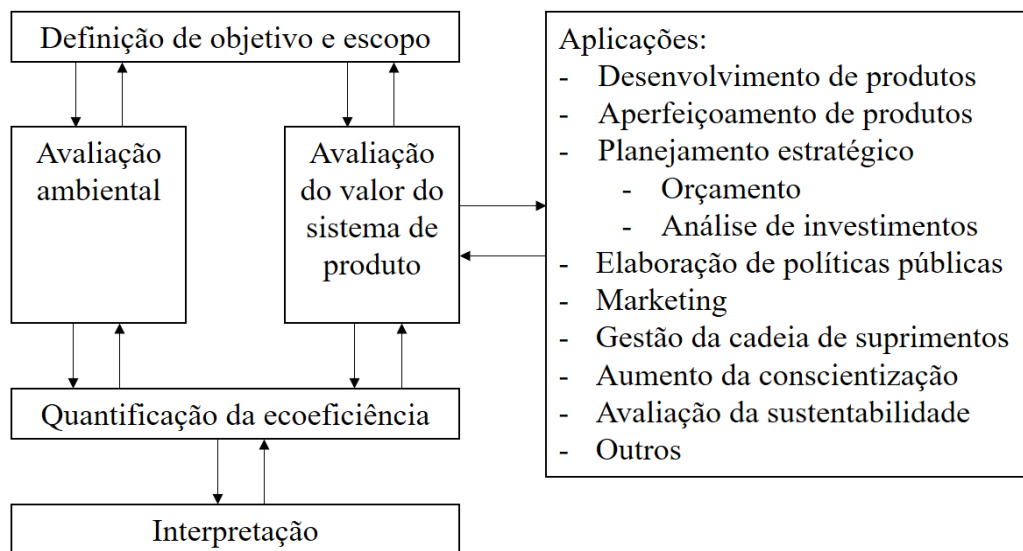 Definição de objetivo e escopo
Avaliação
ambiental
Avaliação
do valor do
sistema de
produto
Quantificação da ecoeficiência
Interpretação
Aplicações:
- Desenvolvimento de produtos
- Aperfeiçoamento de produtos
- Planejamento estratégico
- Orçamento
- Análise de investimentos
- Elaboração de políticas públicas
- Marketing
- Gestão da cadeia de suprimentos
- Aumento da conscientização
- Avaliação da sustentabilidade
- Outros